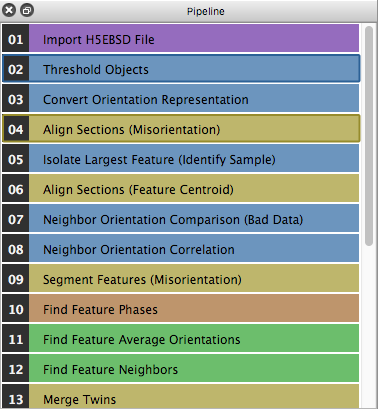 Pipeline
01 Import H5EBSD File
02 Threshold Objects
03 Convert Orientation Representation
04 Align Sections (Misorientation)
05 Isolate Largest Feature (Identify Sample)
06 Align Sections (Feature Centroid)
07 Neighbor Orientation Comparison (Bad Data)
08 Neighbor Orientation Correlation
09 Segment Features (Misorientation)
10 Find Feature Phases
11 Find Feature Average Orientations
12 Find Feature Neighbors
13 Merge Twins